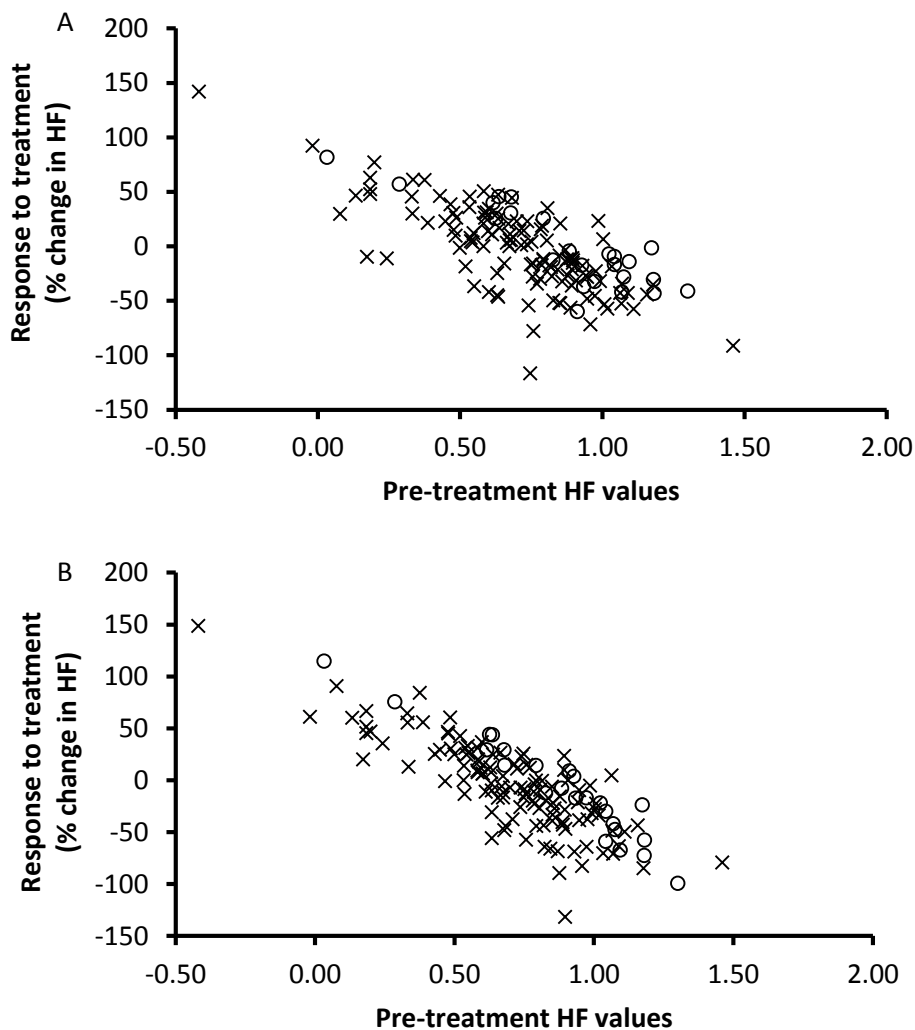 A
200
150
100
50
0
-50
-100
-150
Response to treatment
(% change in HF)
-0.50 0.00 0.50 1.00 1.50 2.00
Pre-treatment HF values
B
200
150
100
50
0
-50
-100
-150
Response to treatment
(% change in HF)
-0.50 0.00 0.50 1.00 1.50 2.00
Pre-treatment HF values